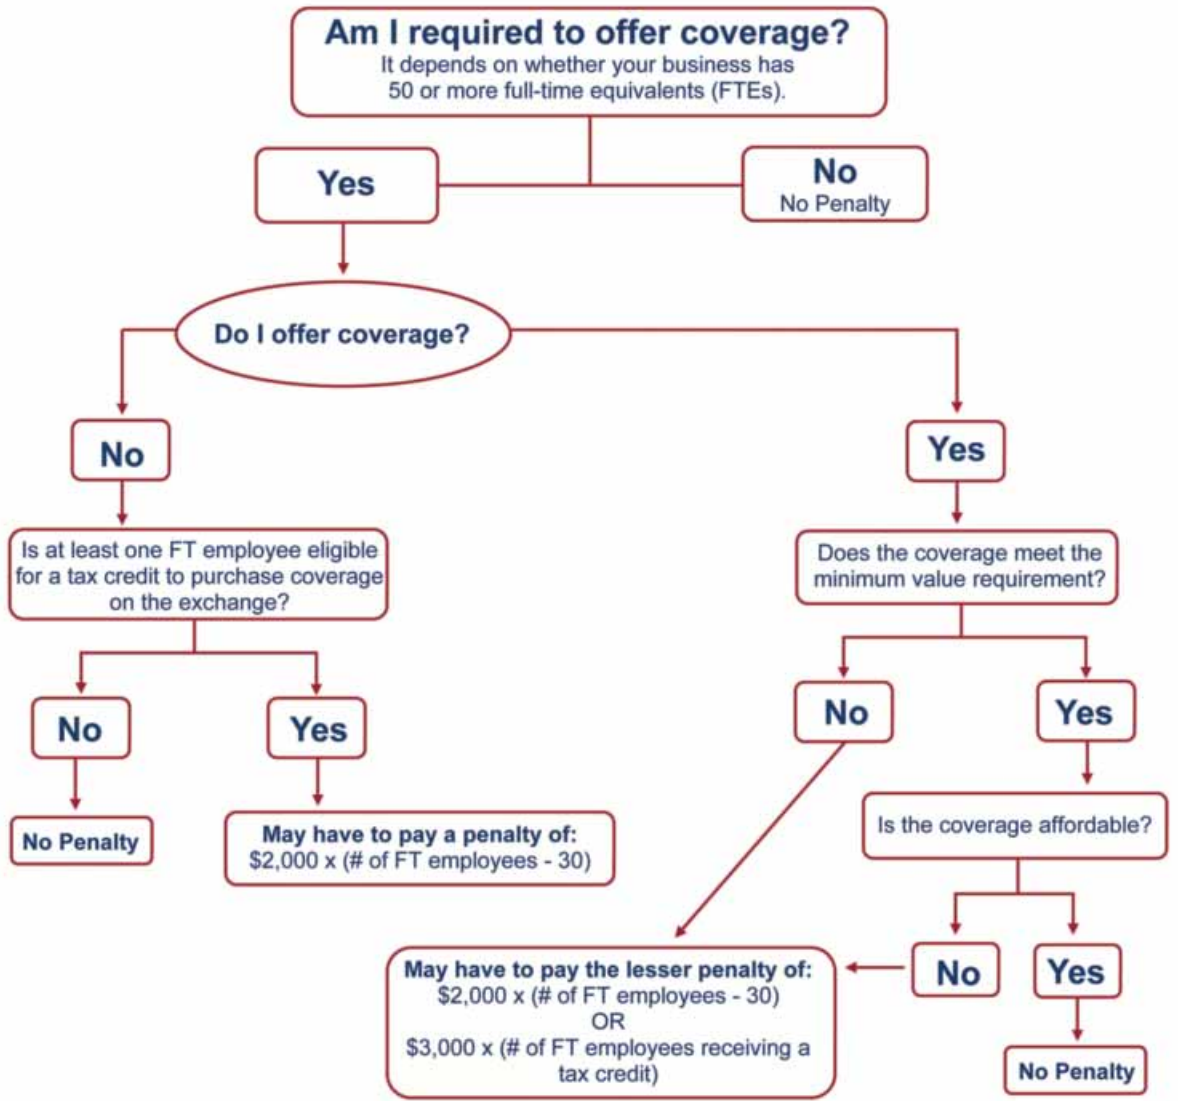 Am I required to offer coverage?
It depends on whether your business has
50 or more full-time equivalents (FTEs).
Yes
No
No Penalty
Do I offer coverage?
No
Yes
Is at least one FT employee eligible
for a tax credit to purchase coverage
on the exchange?
Does the coverage meet the
minimum value requirement?
No
Yes
No
Yes
No Penalty
May have to pay a penalty of:
$2,000 x (# of FT employees - 30)
Is the coverage affordable?
May have to pay the lesser penalty of:
$2,000 x (# of FT employees - 30)
OR
$3,000 x (# of FT employees receiving a
tax credit)
No
Yes
No Penalty